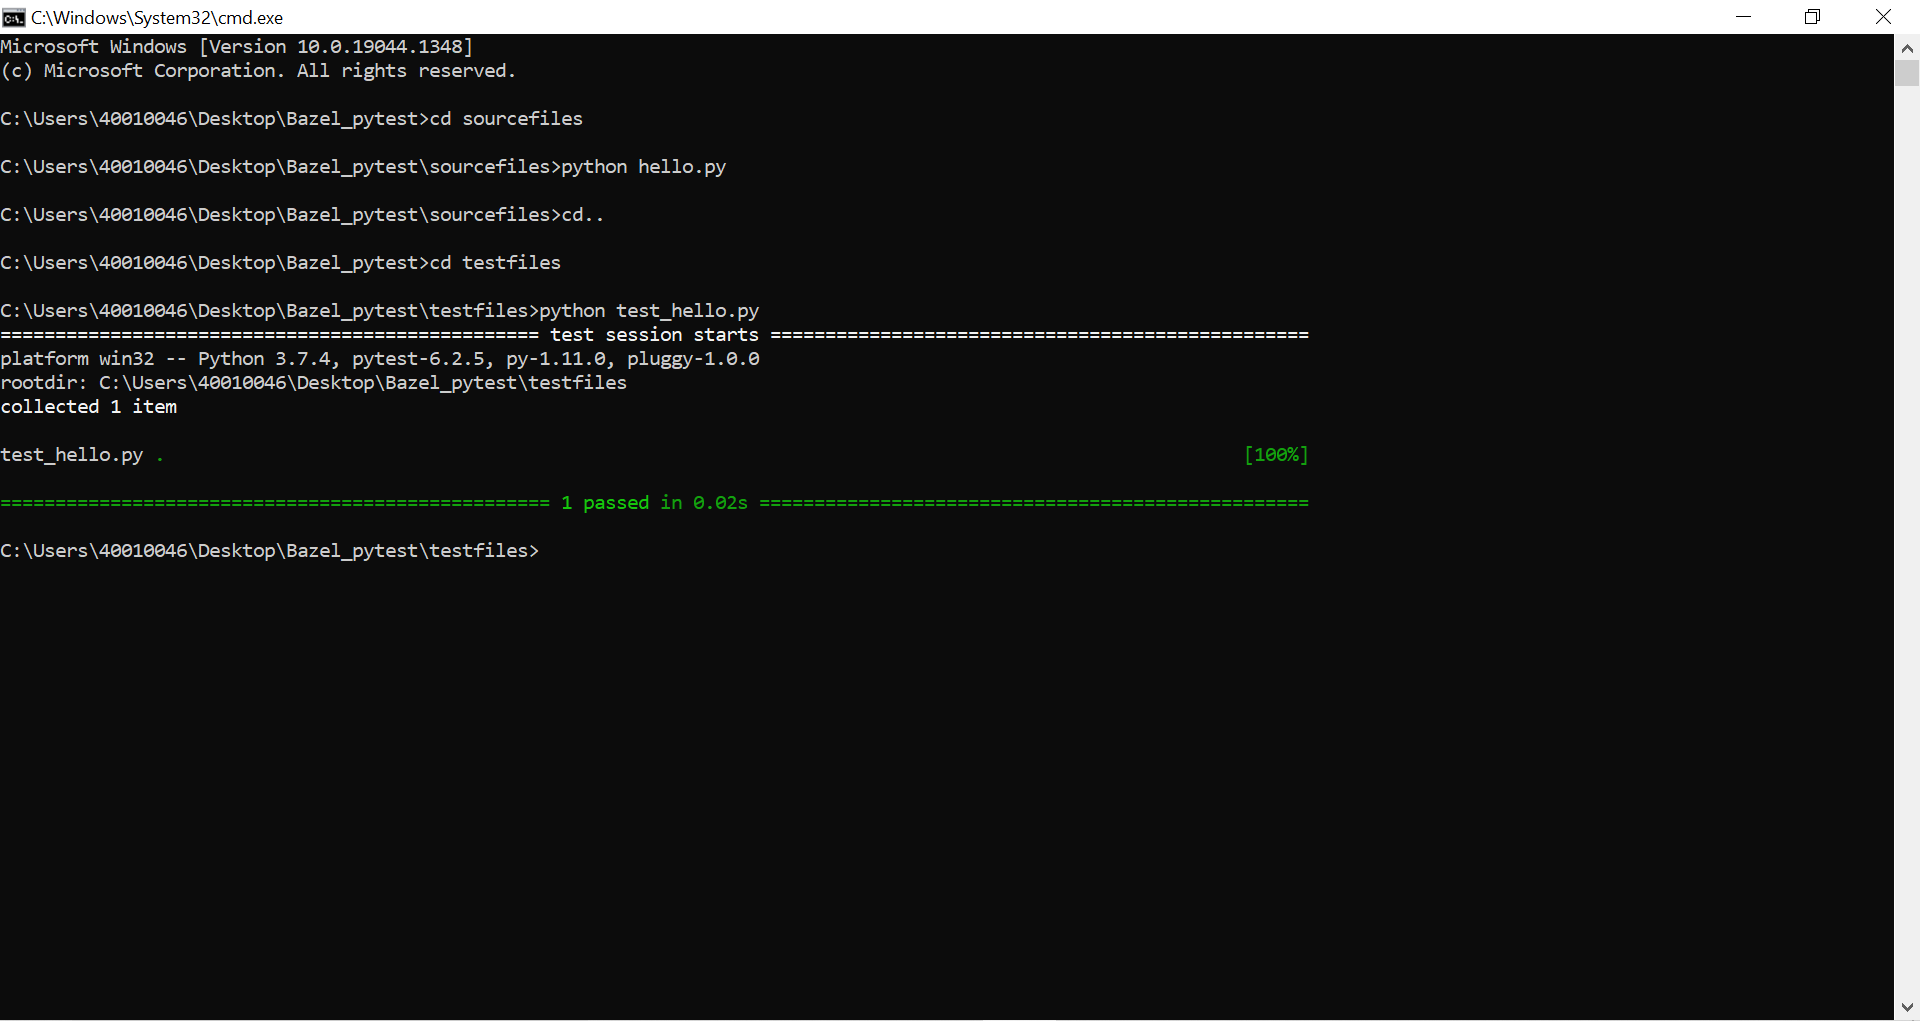 C:\Windows\System32\cmd.exe
Microsoft Windows [Version 10.0.19044.1348]
(c) Microsoft Corporation. All rights reserved.
C:\Users\40010046\Desktop\Bazel_pytest>cd sourcefiles
C:\Users\40010046\Desktop\Bazel_pytest\sourcefiles>python hello.py
C:\Users\40010046\Desktop\Bazel_pytest\sourcefiles>cd..
C:\Users\40010046\Desktop\Bazel_pytest>cd testfiles
C:\Users\40010046\Desktop\Bazel_pytest\testfiles>python test_hello.py
================================================= test session starts =================================================
platform win32 -- Python 3.7.4, pytest-6.2.5, py-1.11.0, pluggy-1.0.0
rootdir: C:\Users\40010046\Desktop\Bazel_pytest\testfiles
collected 1 item
test_hello.py . [100%]
================================================== 1 passed in 0.02s ==================================================
C:\Users\40010046\Desktop\Bazel_pytest\testfiles>